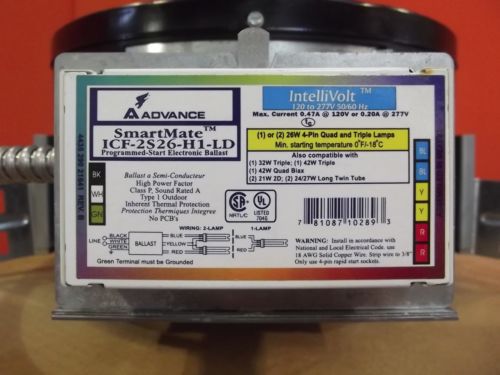 ADVANCE
SmartMate™
ICF-2S26-H1-LD
Programmed-Start Electronic Ballast
IntelliVolt™
120 to 277V 50/60 Hz
Max. Current 0.47A @ 120V or 0.20A @ 277V
(1) or (2) 26W 4-Pin Quad and Triple Lamps
Min. starting temperature 0°F/-18°C
Also compatible with
(1) 32W Triple; (1) 42W Triple
(1) 42W Quad Biax
(2) 21W 2D; (2) 24/27W Long Twin Tube
BK
WH
GN
Ballast a Semi-Conducteur
High Power Factor
Class P, Sound Rated A
Type 1 Outdoor
Inherent Thermal Protection
Protection Thermiques Integree
No PCB's
NRTL/C
UL
LISTED
7 81087 10289 3
BL
BL
Y
Y
R
R
WIRING: 2-LAMP
1-LAMP
LINE
BLACK
WHITE
GREEN
BALLAST
BLUE
YELLOW
RED
BLUE
RED
Green Terminal must be Grounded
WARNING: Install in accordance with
National and Local Electrical Code. use
18 AWG Solid Copper Wire. Strip wire to 3/8"
Only use 4-pin rapid start sockets.